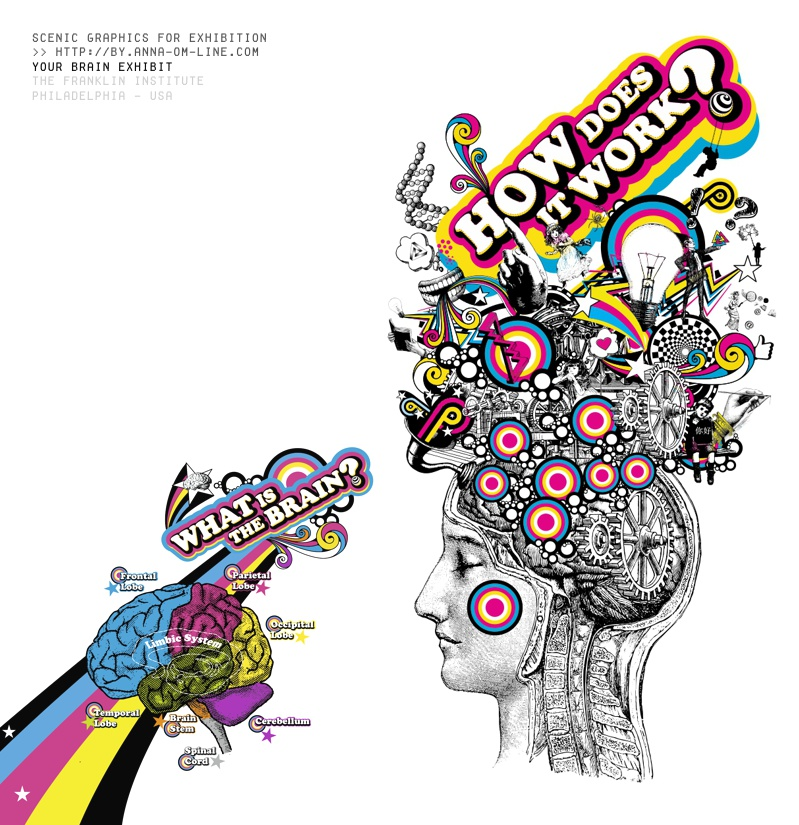 SCENIC GRAPHICS FOR EXHIBITION
>> HTTP://BY.ANNA-OM-LINE.COM
YOUR BRAIN EXHIBIT
THE FRANKLIN INSTITUTE
PHILADELPHIA - USA
HOW DOES
IT WORK?
你好
WHAT IS
THE BRAIN?
Frontal
Lobe
Parietal
Lobe
Occipital
Lobe
Limbic System
Temporal
Lobe
Brain
Stem
Cerebellum
Spinal
Cord